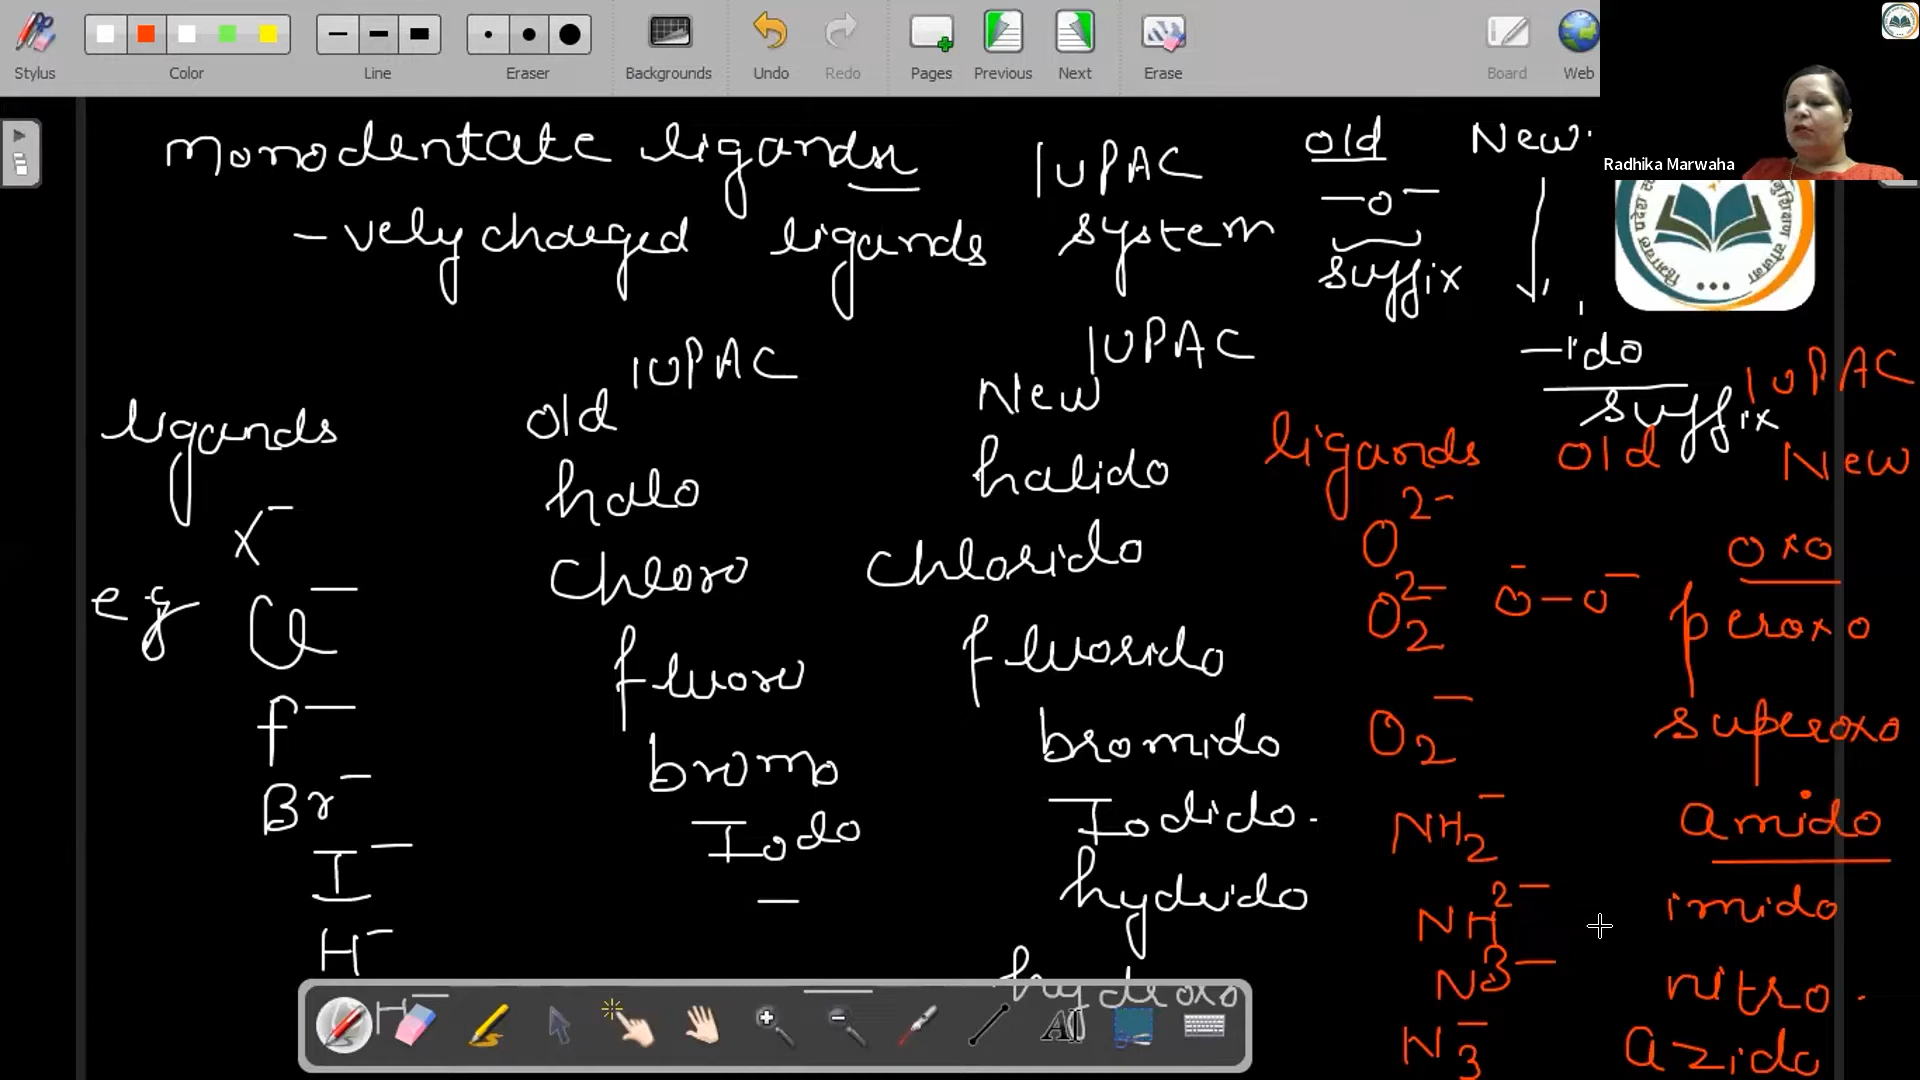 Stylus Color Line Eraser Backgrounds Undo Redo Pages Previous Next Erase Board Web
Radhika Marwaha
monodentate ligands
-vely charged ligands
IUPAC
system
old New
-o-
suffix
-ido
suffix
ligands
old IUPAC
New IUPAC
halo halido
X⁻
eg Cl⁻ chloro chlorido
f⁻ fluoro fluorido
Br⁻ bromo bromido
I⁻ Iodo Iodido.
H⁻ — hydrido
hydroxo
IUPAC
ligands old New
O²⁻ oxo
O₂²⁻ O⁻–O⁻ peroxo
O₂⁻ superoxo
NH₂⁻ amido
NH²⁻ imido
N³⁻ nitro.
N₃⁻ azido